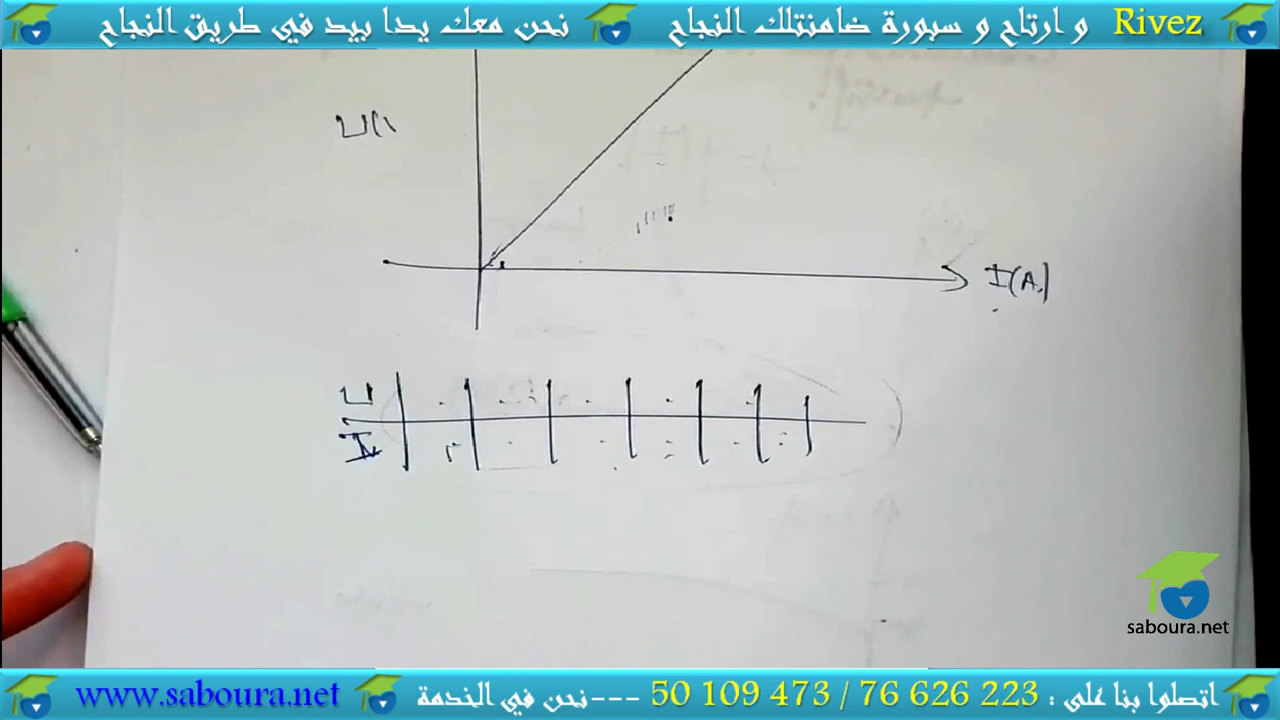 Rivez و ارتاح و سبورة ضامنتلك النجاح نحن معك يدا بيد في طريق النجاح
U(
I(A)
U
I
saboura.net
اتصلوا بنا على : 223 626 76 / 473 109 50 ---نحن في الخدمة www.saboura.net